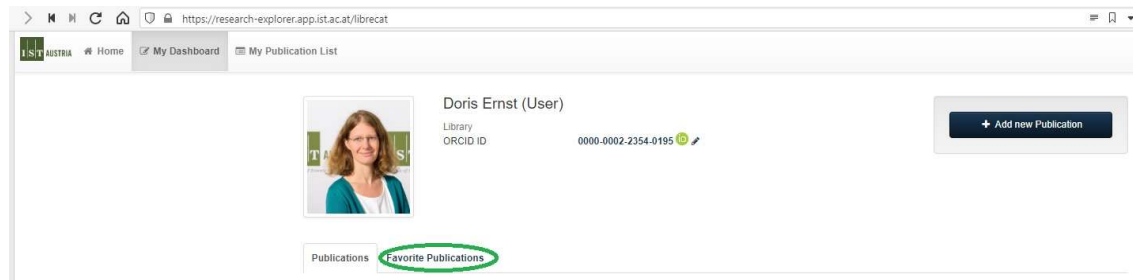 https://research-explorer.app.ist.ac.at/librecat
IST AUSTRIA Home My Dashboard My Publication List
Doris Ernst (User)
Library
ORCID ID 0000-0002-2354-0195 iD
+ Add new Publication
Publications Favorite Publications